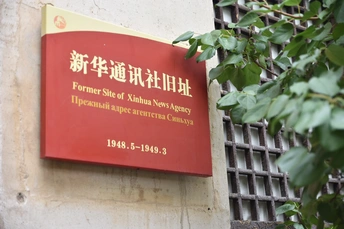 新华通讯社旧址
Former Site of Xinhua News Agency
Прежный адрес агентства Синьхуа
1948.5-1949.3